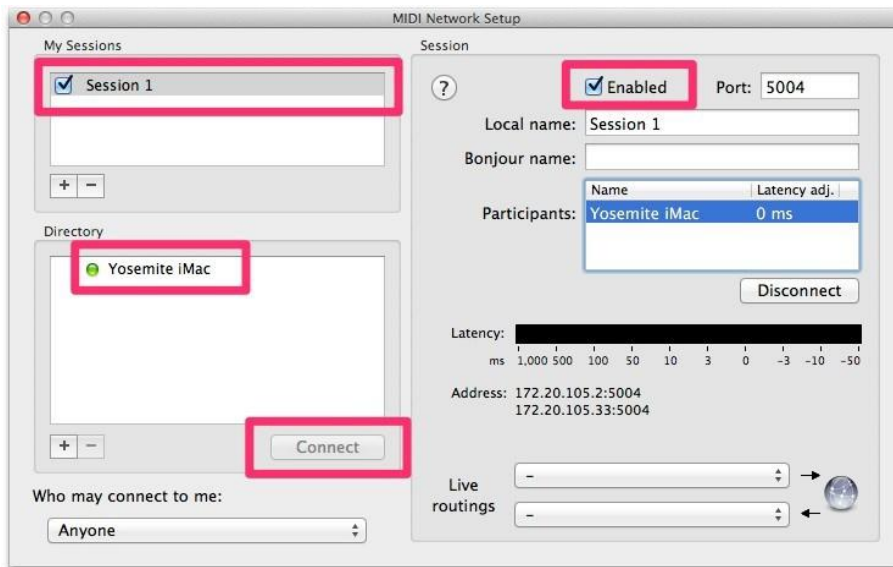 MIDI Network Setup
My Sessions
Session 1
+ −
Directory
Yosemite iMac
+ −
Connect
Who may connect to me:
Anyone
Session
?
Enabled
Port: 5004
Local name: Session 1
Bonjour name:
Participants:
Name Latency adj.
Yosemite iMac 0 ms
Disconnect
Latency:
ms 1,000 500 100 50 10 3 0 -3 -10 -50
Address: 172.20.105.2:5004
172.20.105.33:5004
Live
routings
-
-